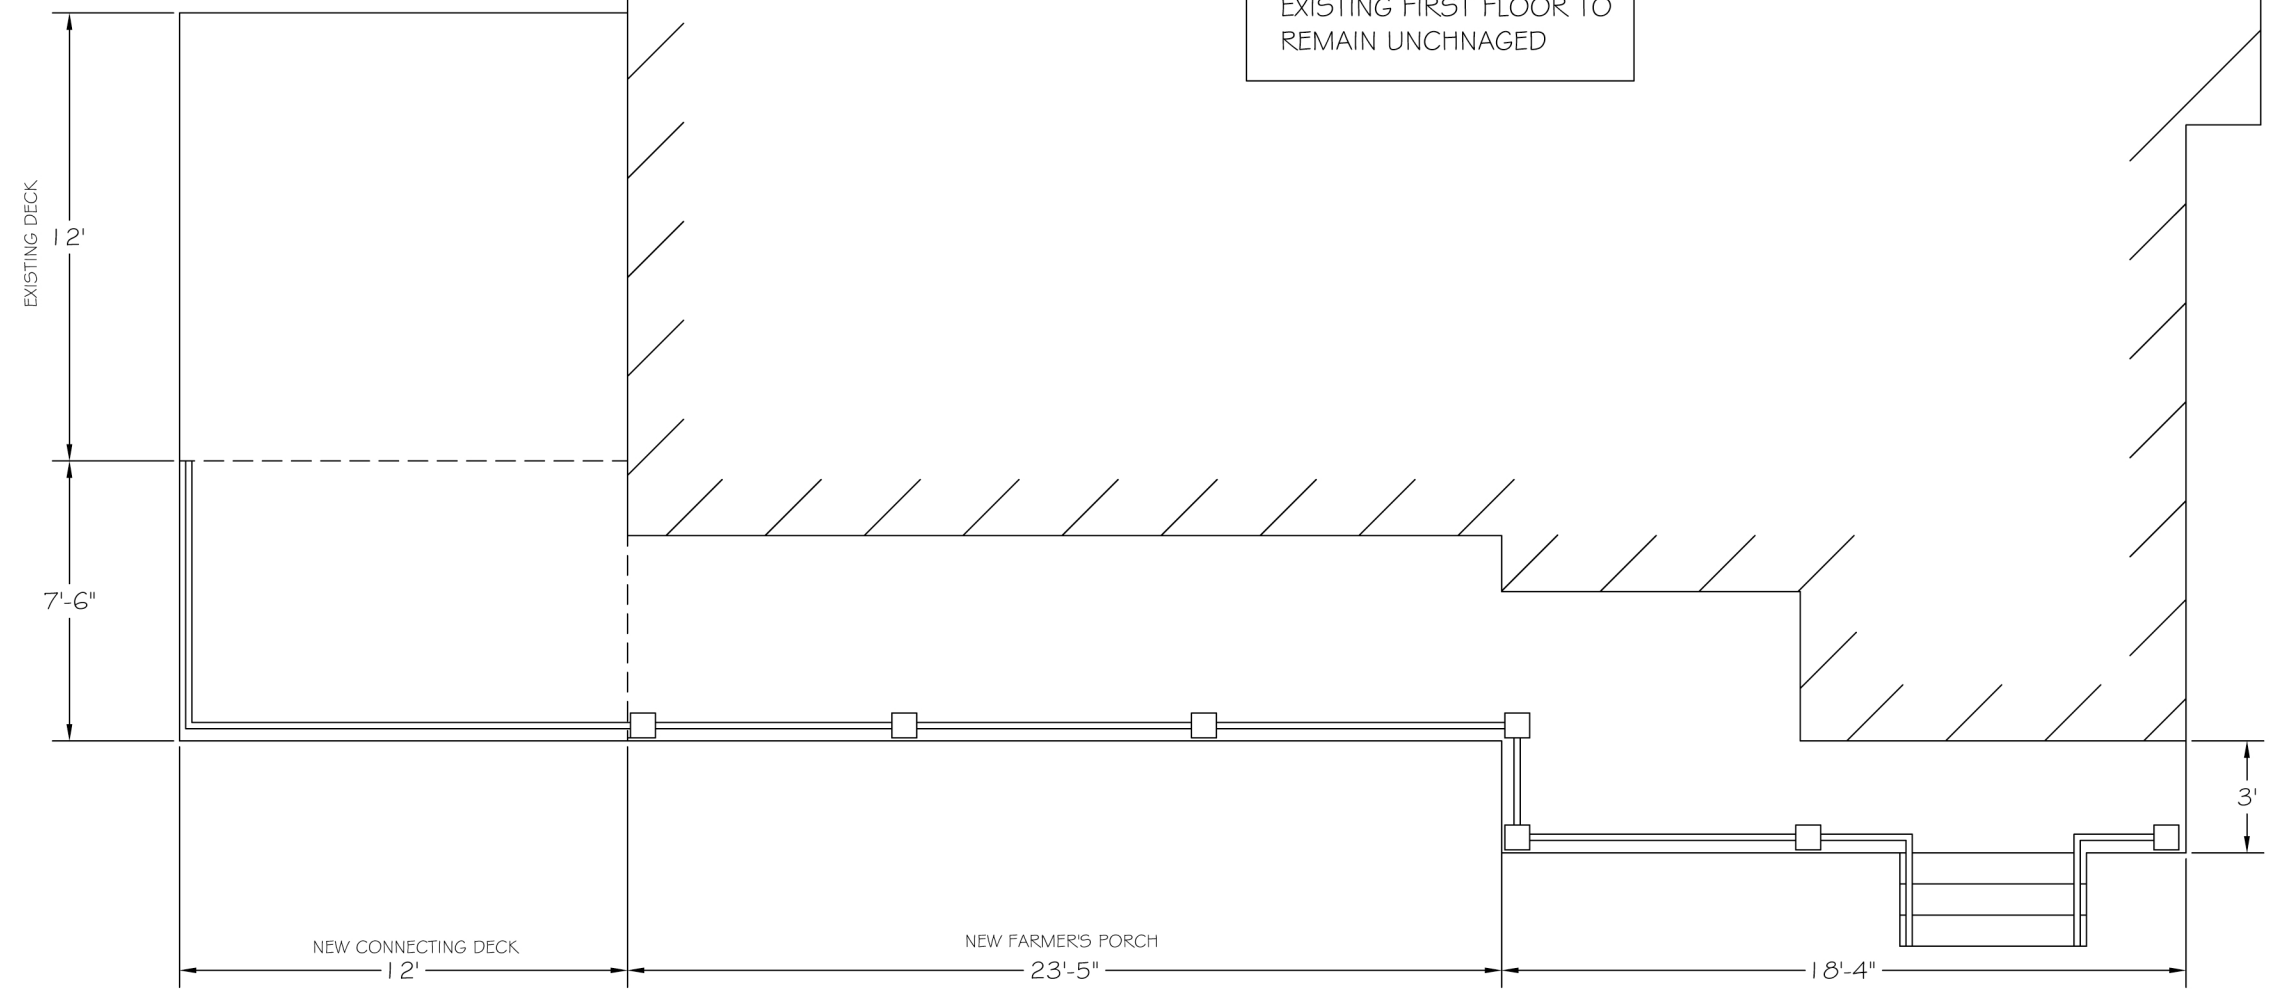 EXISTING FIRST FLOOR TO
REMAIN UNCHNAGED
EXISTING DECK
12'
7'-6"
3'
NEW CONNECTING DECK
12'
NEW FARMER'S PORCH
23'-5"
18'-4"